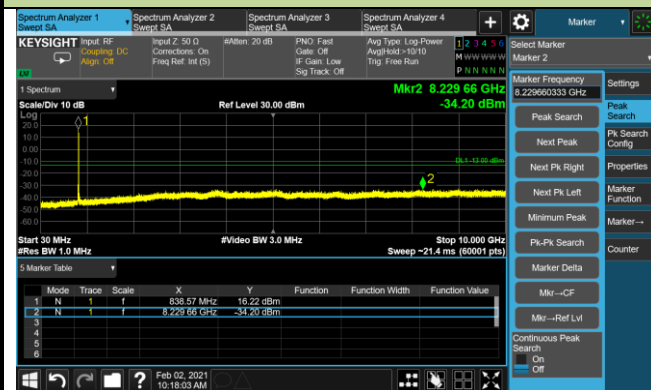 Spectrum Analyzer 1
Swept SA
Spectrum Analyzer 2
Swept SA
Spectrum Analyzer 3
Swept SA
Spectrum Analyzer 4
Swept SA
+
Marker
KEYSIGHT
Input: RF
Coupling: DC
Align: Off
Input Z: 50 Ω
Corrections: On
Freq Ref: Int (S)
#Atten: 20 dB
PNO: Fast
Gate: Off
IF Gain: Low
Sig Track: Off
Avg Type: Log-Power
Avg|Hold:>10/10
Trig: Free Run
1 2 3 4 5 6
M W W W W W
P N N N N N
Select Marker
Marker 2
1 Spectrum
Scale/Div 10 dB
Ref Level 30.00 dBm
Mkr2 8.229 66 GHz
-34.20 dBm
Log
20.0
10.0
0.00
-10.0
-20.0
-30.0
-40.0
-50.0
-60.0
1
DL1 -13.00 dBm
2
Start 30 MHz
#Video BW 3.0 MHz
Stop 10.000 GHz
#Res BW 1.0 MHz
Sweep ~21.4 ms (60001 pts)
5 Marker Table
Mode Trace Scale X Y Function Function Width Function Value
1 N 1 f 838.57 MHz 16.22 dBm
2 N 1 f 8.229 66 GHz -34.20 dBm
3
4
5
6
Marker Frequency
8.229660333 GHz
Peak Search
Next Peak
Next Pk Right
Next Pk Left
Minimum Peak
Pk-Pk Search
Marker Delta
Mkr→CF
Mkr→Ref Lvl
Continuous Peak
Search
On
Off
Settings
Peak
Search
Pk Search
Config
Properties
Marker
Function
Marker→
Counter
?
Feb 02, 2021
10:18:03 AM